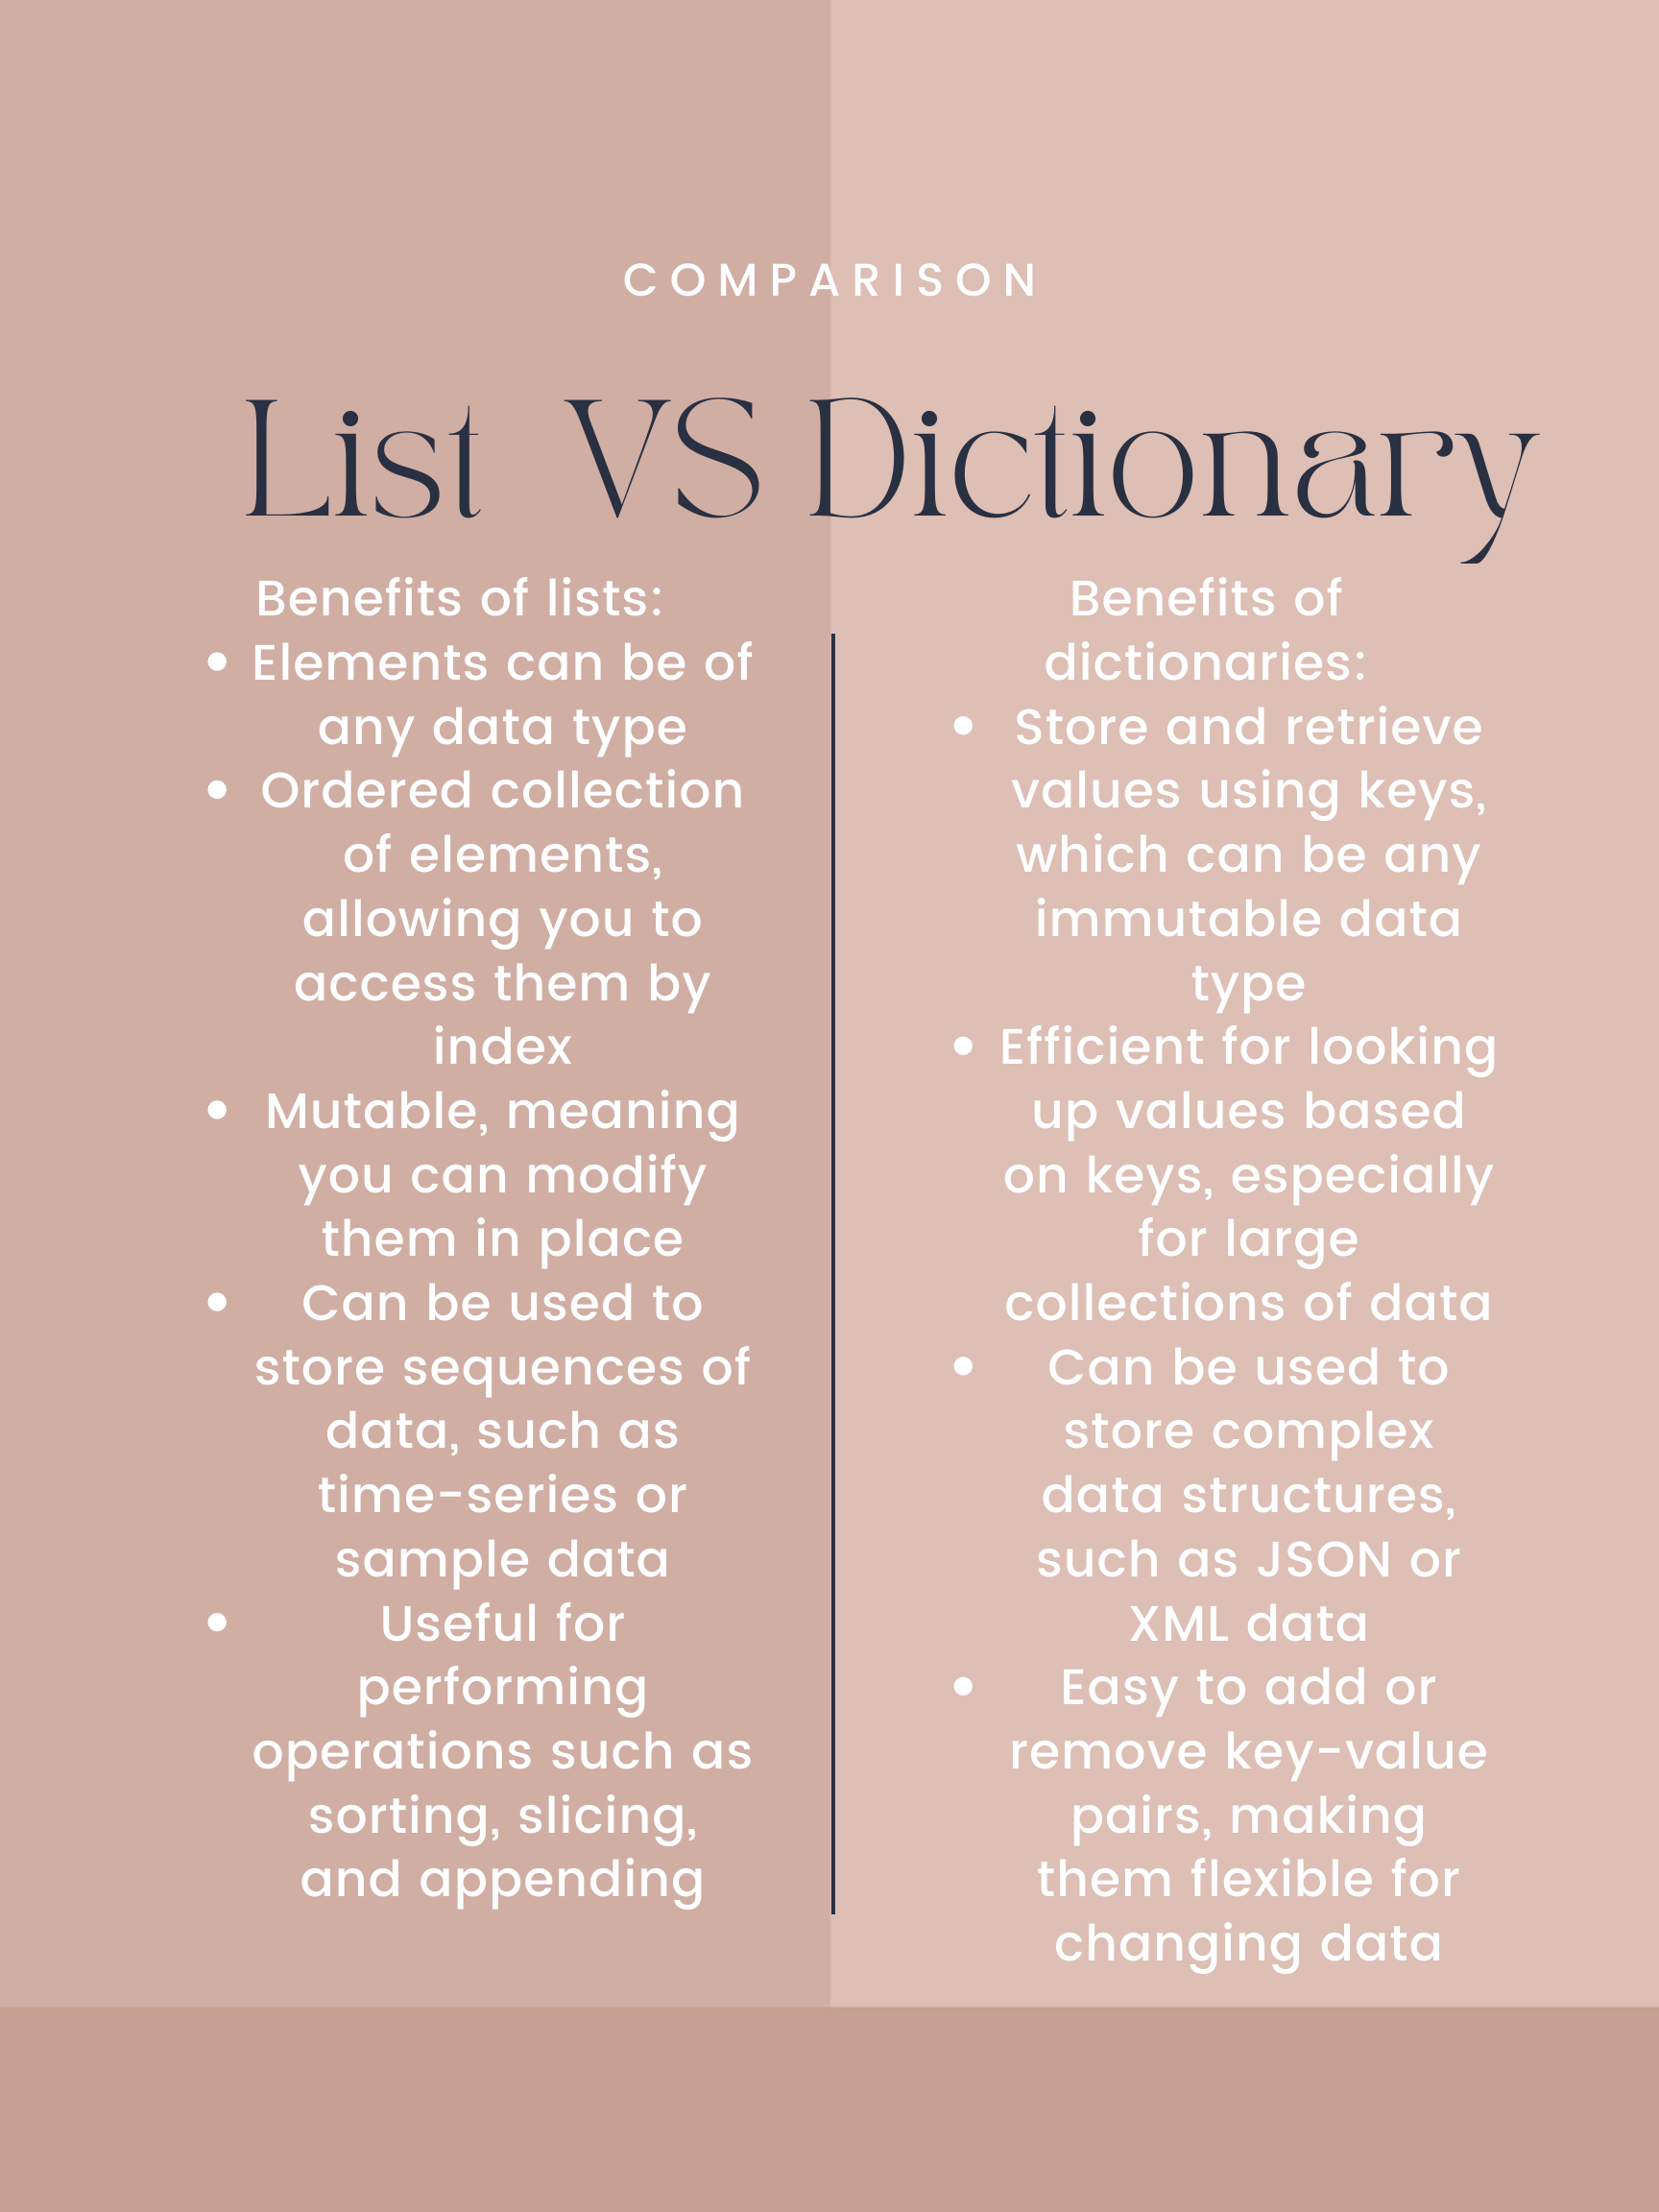 COMPARISON
List VS Dictionary
Benefits of lists:
• Elements can be of
any data type
• Ordered collection
of elements,
allowing you to
access them by
index
• Mutable, meaning
you can modify
them in place
• Can be used to
store sequences of
data, such as
time-series or
sample data
• Useful for
performing
operations such as
sorting, slicing,
and appending
Benefits of
dictionaries:
• Store and retrieve
values using keys,
which can be any
immutable data
type
• Efficient for looking
up values based
on keys, especially
for large
collections of data
• Can be used to
store complex
data structures,
such as JSON or
XML data
• Easy to add or
remove key-value
pairs, making
them flexible for
changing data